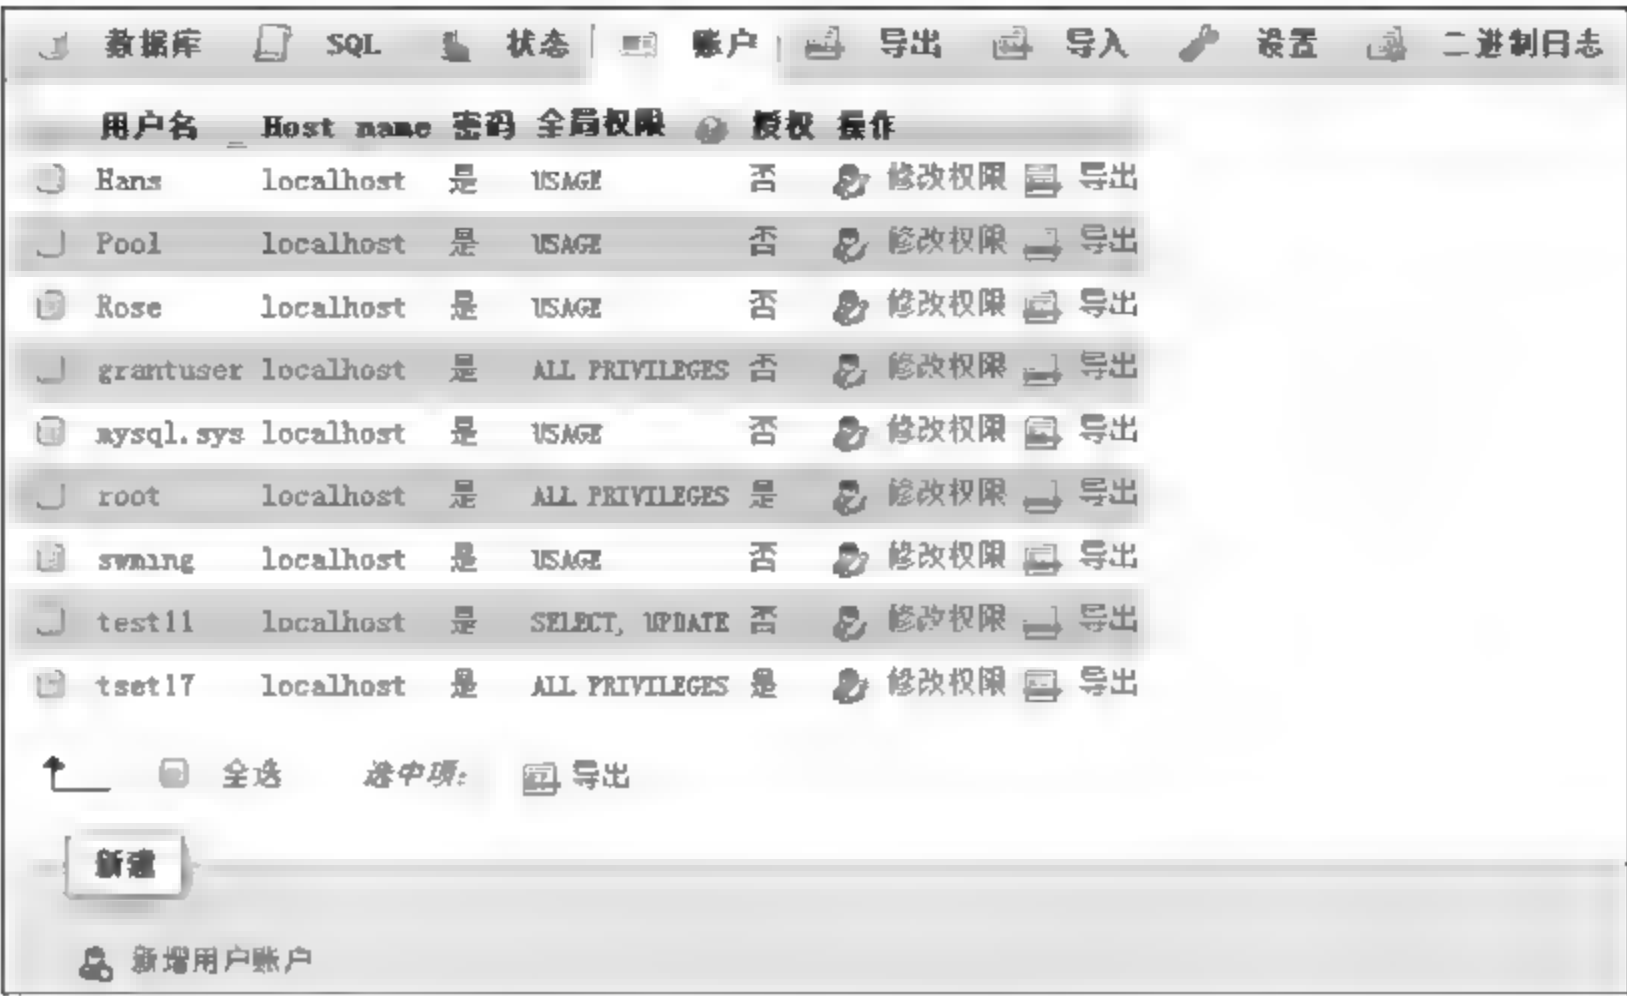 数据库 SQL 状态 账户 导出 导入 设置 二进制日志
用户名 Host name 密码 全局权限 授权 操作
Hans localhost 是 USAGE 否 修改权限 导出
Pool localhost 是 USAGE 否 修改权限 导出
Rose localhost 是 USAGE 否 修改权限 导出
grantuser localhost 是 ALL PRIVILEGES 否 修改权限 导出
mysql.sys localhost 是 USAGE 否 修改权限 导出
root localhost 是 ALL PRIVILEGES 是 修改权限 导出
localhost 是 USAGE 否 修改权限 导出
test11 localhost 是 SELECT, UPDATE 否 修改权限 导出
tset17 localhost 是 ALL PRIVILEGES 是 修改权限 导出
全选 选中项: 导出
新建
新增用户账户